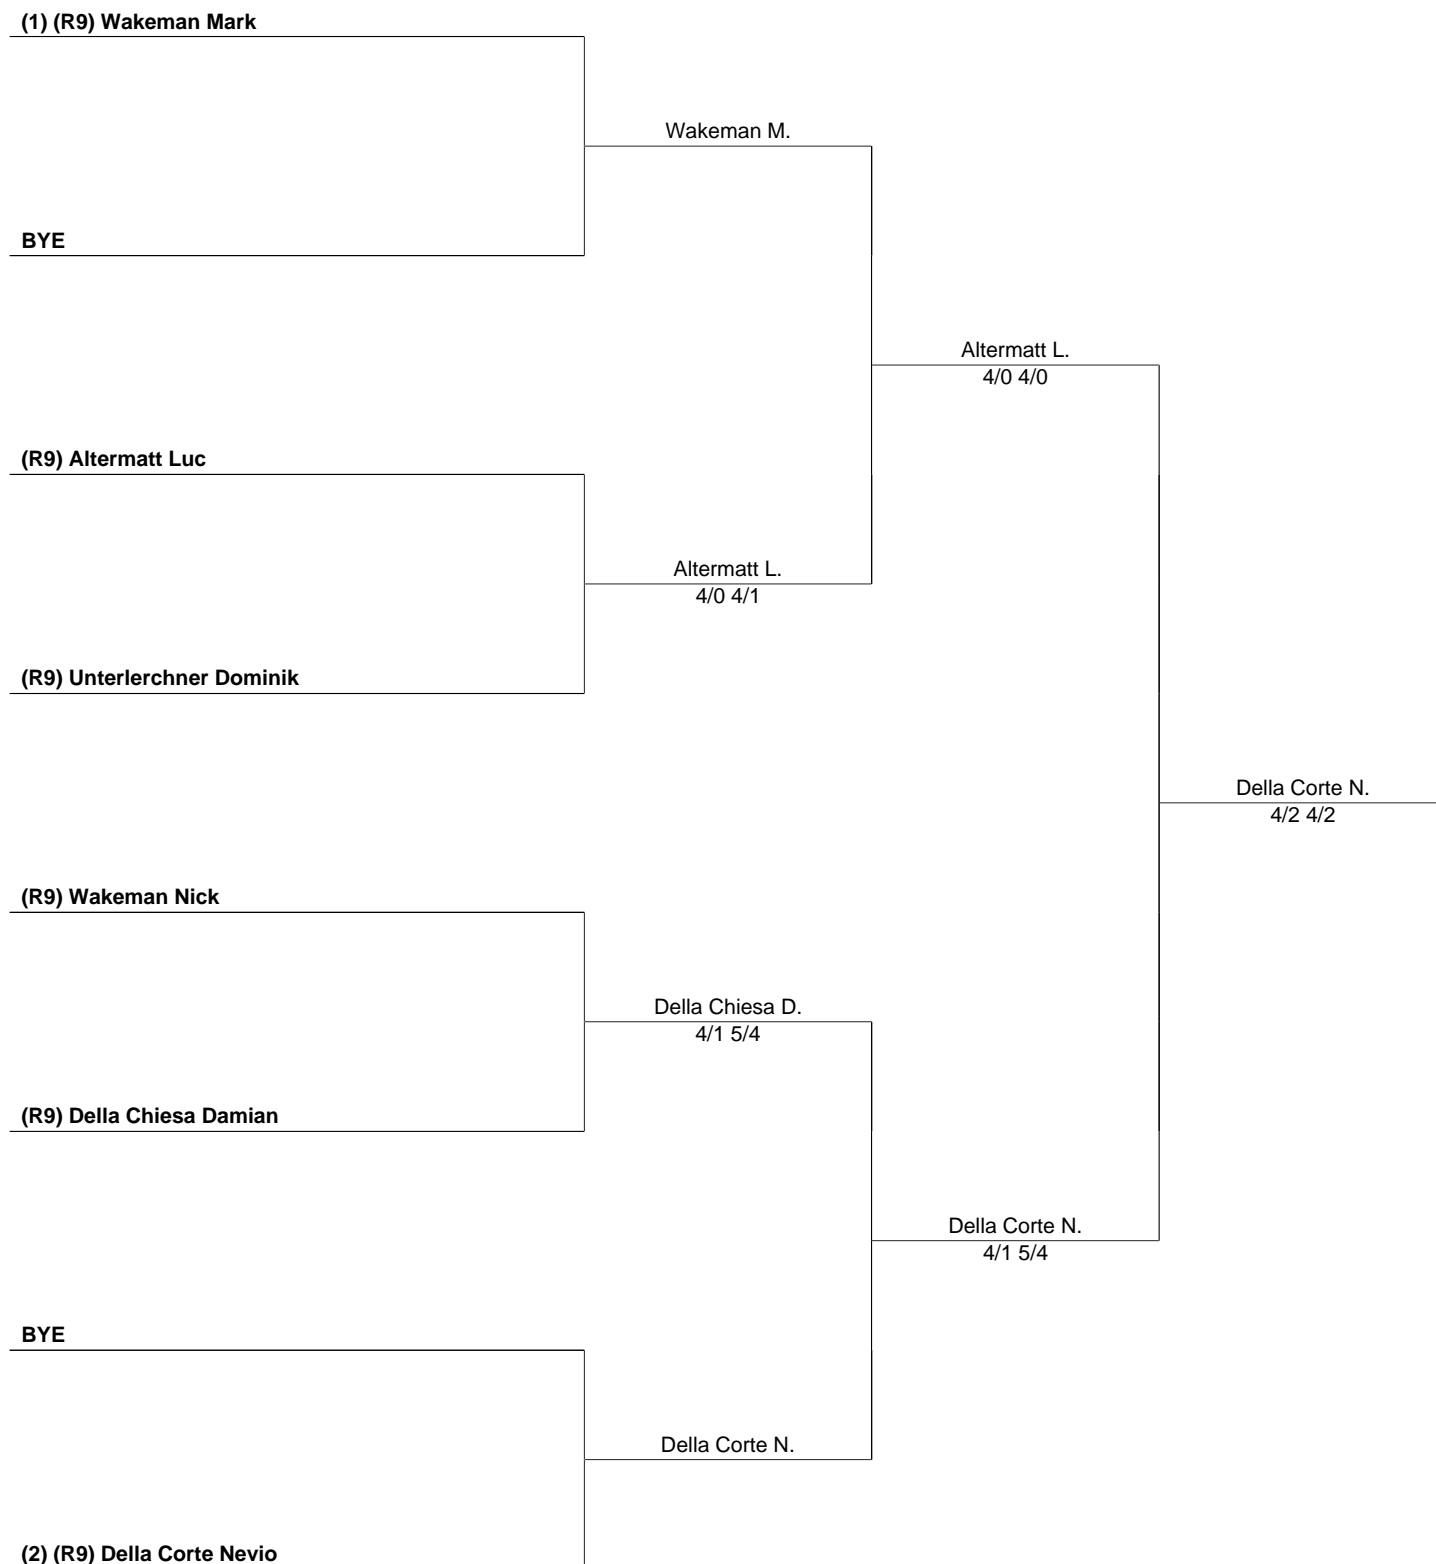 (1) (R9) Wakeman Mark
Wakeman M.
BYE
Altermatt L.
4/0 4/0
(R9) Altermatt Luc
Altermatt L.
4/0 4/1
(R9) Unterlerchner Dominik
Della Corte N.
4/2 4/2
(R9) Wakeman Nick
Della Chiesa D.
4/1 5/4
(R9) Della Chiesa Damian
Della Corte N.
4/1 5/4
BYE
Della Corte N.
(2) (R9) Della Corte Nevio